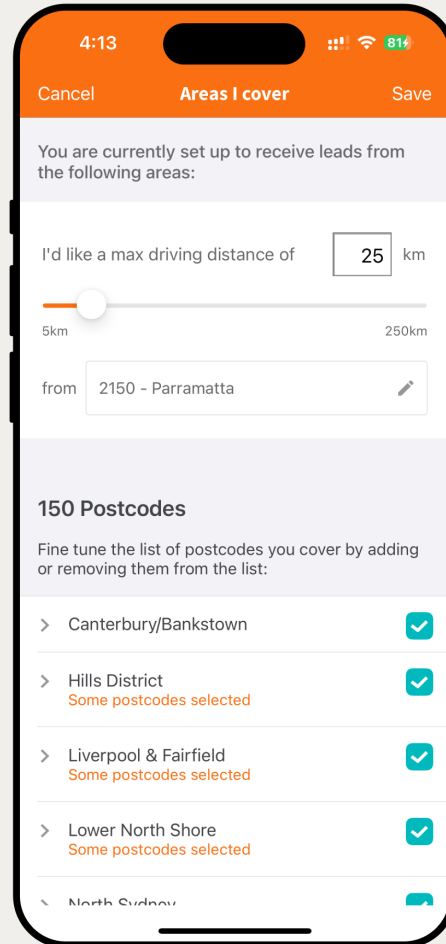 4:13
81
Cancel Areas I cover Save
You are currently set up to receive leads from
the following areas:
I'd like a max driving distance of 25 km
5km 250km
from 2150 - Parramatta
150 Postcodes
Fine tune the list of postcodes you cover by adding
or removing them from the list:
Canterbury/Bankstown
Hills District
Some postcodes selected
Liverpool & Fairfield
Some postcodes selected
Lower North Shore
Some postcodes selected
North Sydney